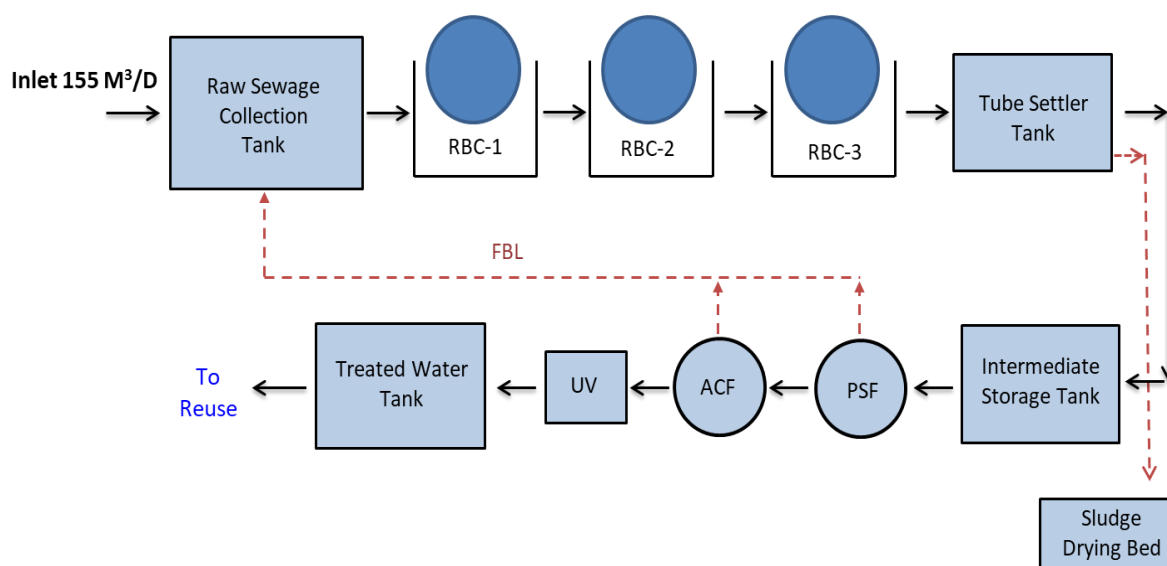 Inlet 155 M³/D
Raw Sewage
Collection
Tank
RBC-1
RBC-2
RBC-3
Tube Settler
Tank
FBL
To
Reuse
Treated Water
Tank
UV
ACF
PSF
Intermediate
Storage Tank
Sludge
Drying Bed